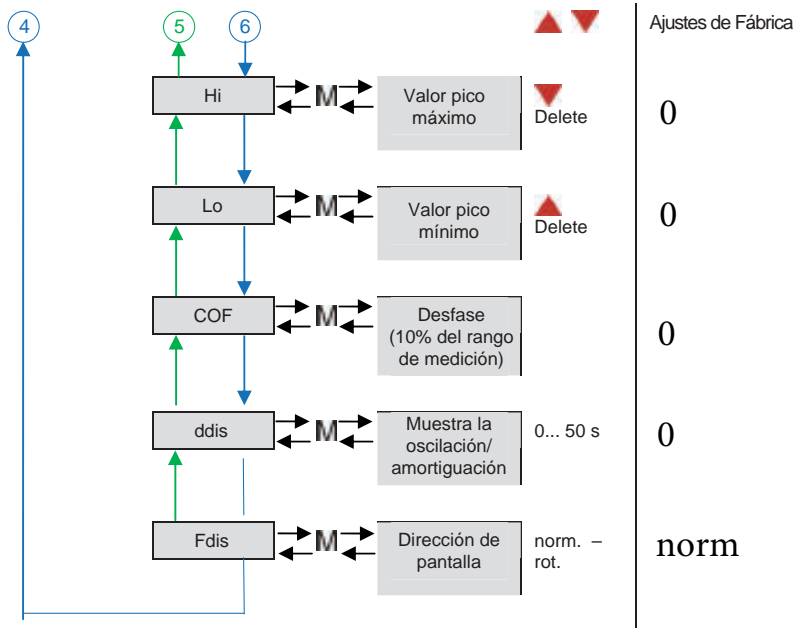 4
5
6
Ajustes de Fábrica
Hi
M
Valor pico
máximo
Delete
0
Lo
M
Valor pico
mínimo
Delete
0
COF
M
Desfase
(10% del rango
de medición)
0
ddis
M
Muestra la
oscilación/
amortiguación
0... 50 s
0
Fdis
M
Dirección de
pantalla
norm. –
rot.
norm